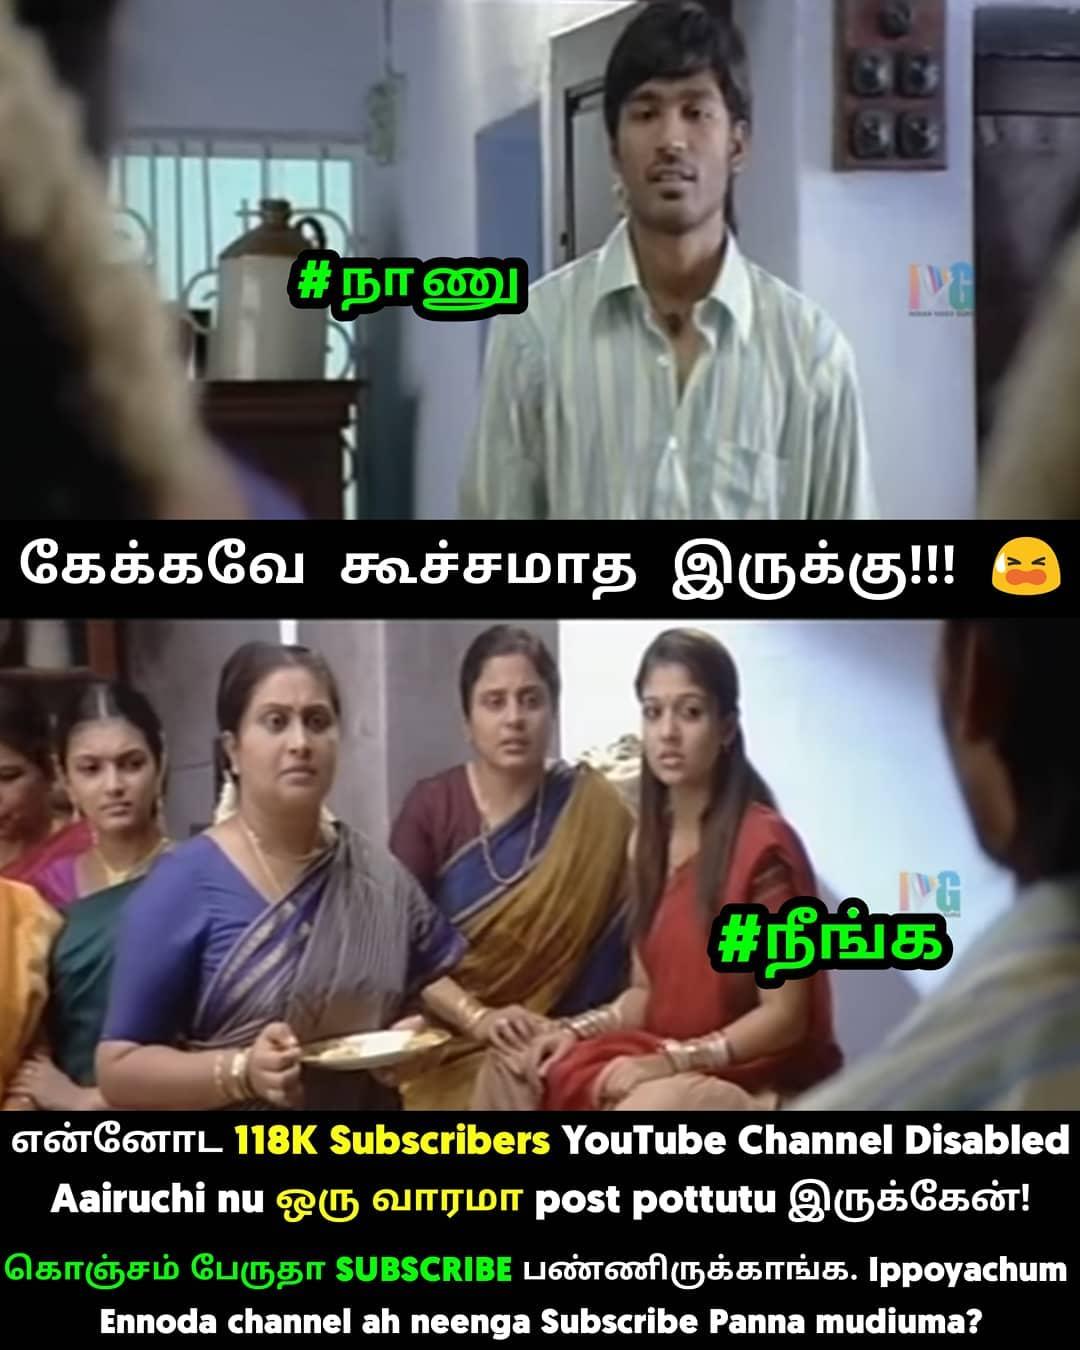 #நாணு
கேக்கவே கூச்சமாத இருக்கு!!!
#நீங்க
என்னோட 118K Subscribers YouTube Channel Disabled
Aairuchi nu ஒரு வாரமா post pottutu இருக்கேன்!
கொஞ்சம் பேருதா SUBSCRIBE பண்ணிருக்காங்க. Ippoyachum
Ennoda channel ah neenga Subscribe Panna mudiuma?